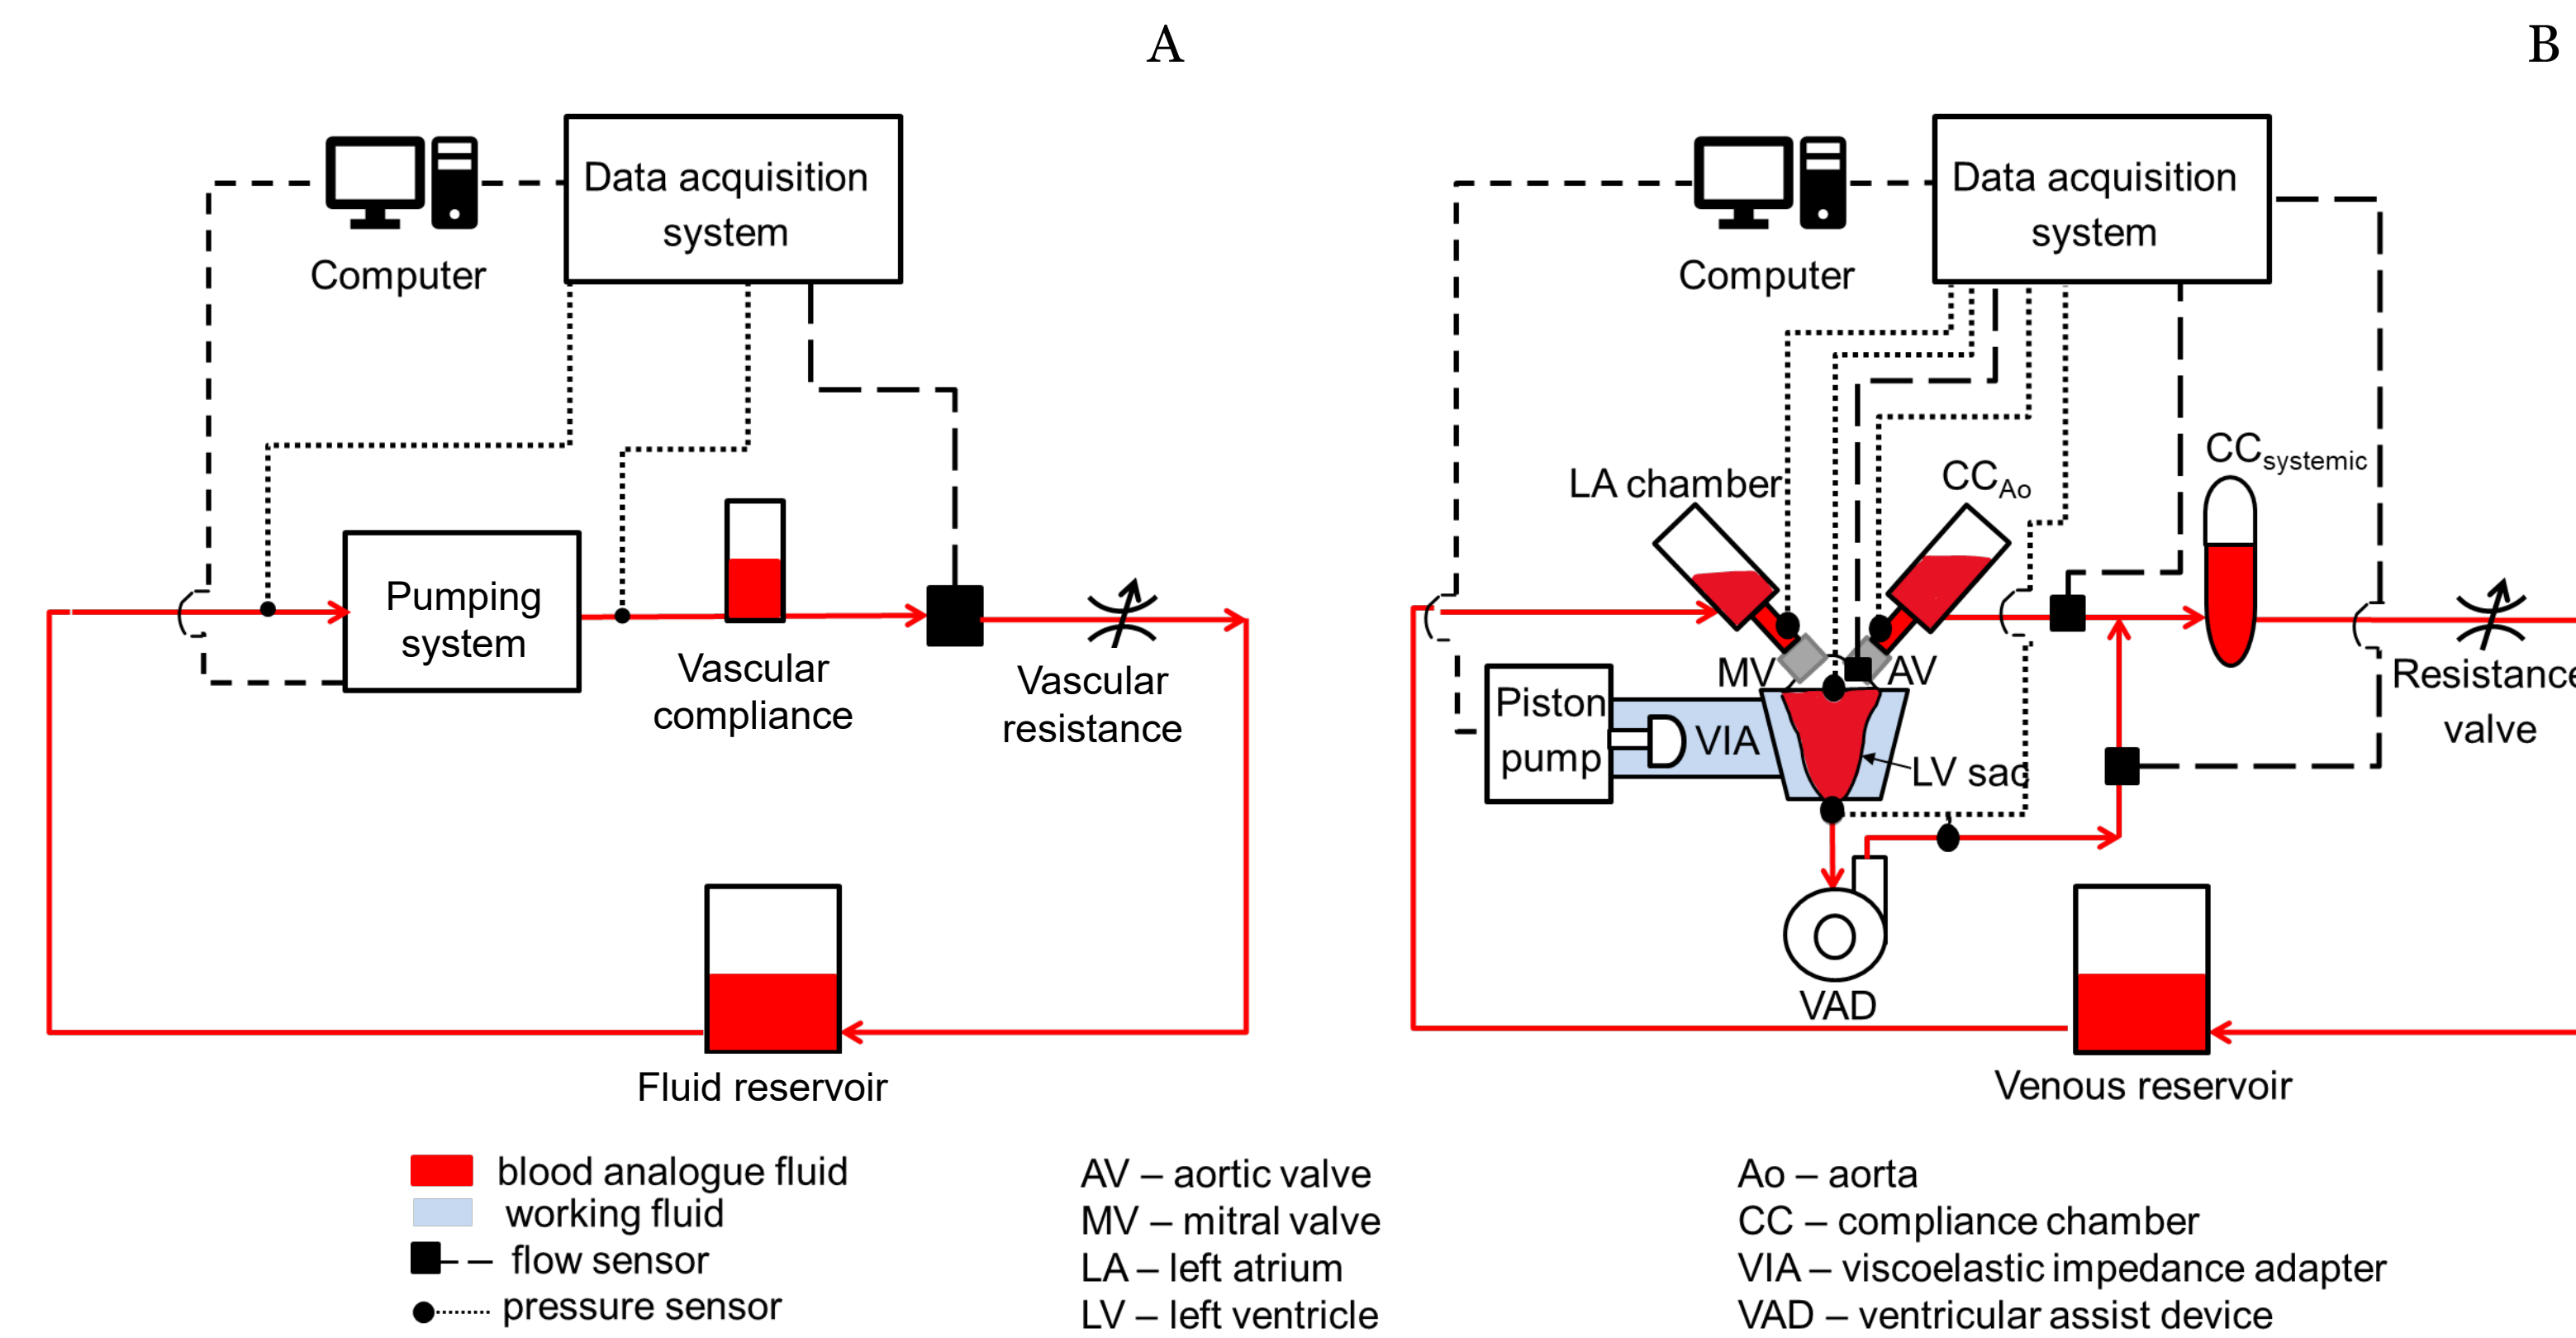 A
Data acquisition
system
Computer
Pumping
system
Vascular
compliance
Vascular
resistance
Fluid reservoir
B
Data acquisition
system
Computer
LA chamber
CCAo
CCsystemic
MV
AV
Piston
pump
VIA
LV sac
Resistance
valve
VAD
Venous reservoir
blood analogue fluid
working fluid
flow sensor
pressure sensor
AV – aortic valve
MV – mitral valve
LA – left atrium
LV – left ventricle
Ao – aorta
CC – compliance chamber
VIA – viscoelastic impedance adapter
VAD – ventricular assist device